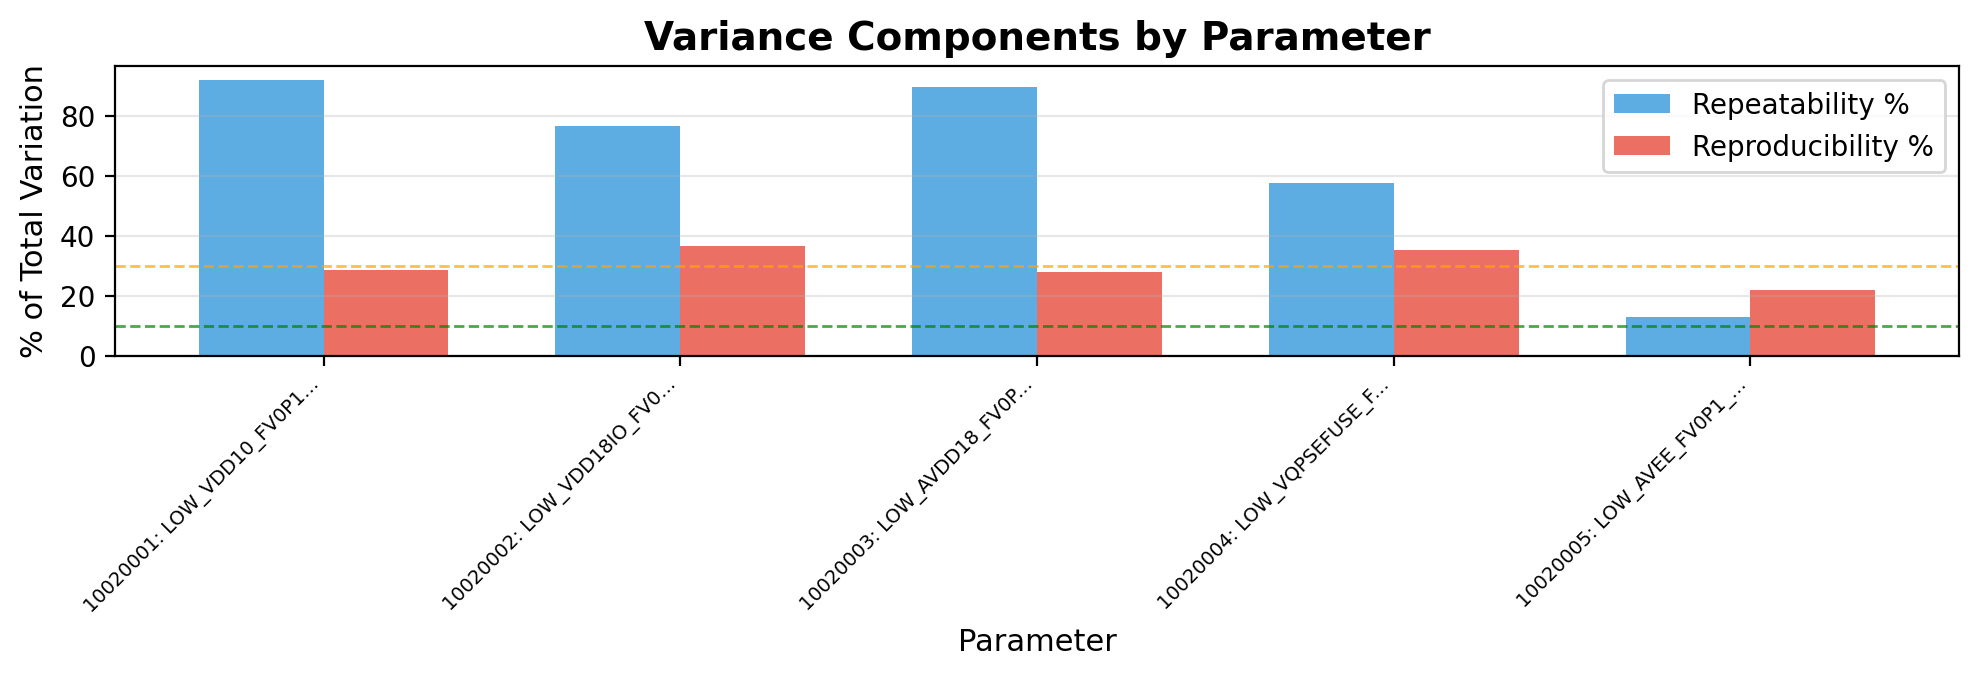 Variance Components by Parameter
% of Total Variation
80
60
40
20
0
Repeatability %
Reproducibility %
10020001: LOW_VDD10_FV0P1...
10020002: LOW_VDD18IO_FV0...
10020003: LOW_AVDD18_FV0P...
10020004: LOW_VQPSEFUSE_F...
10020005: LOW_AVEE_FV0P1_...
Parameter